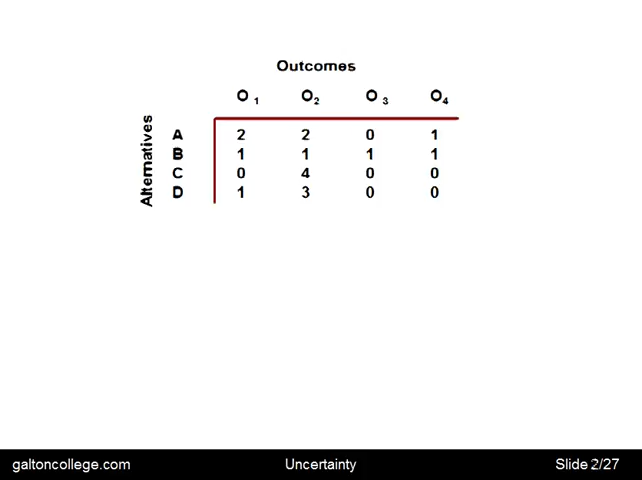 Outcomes
O 1 O2 O 3 O4
Alternatives
A 2 2 0 1
B 1 1 1 1
C 0 4 0 0
D 1 3 0 0
galtoncollege.com Uncertainty Slide 2/27